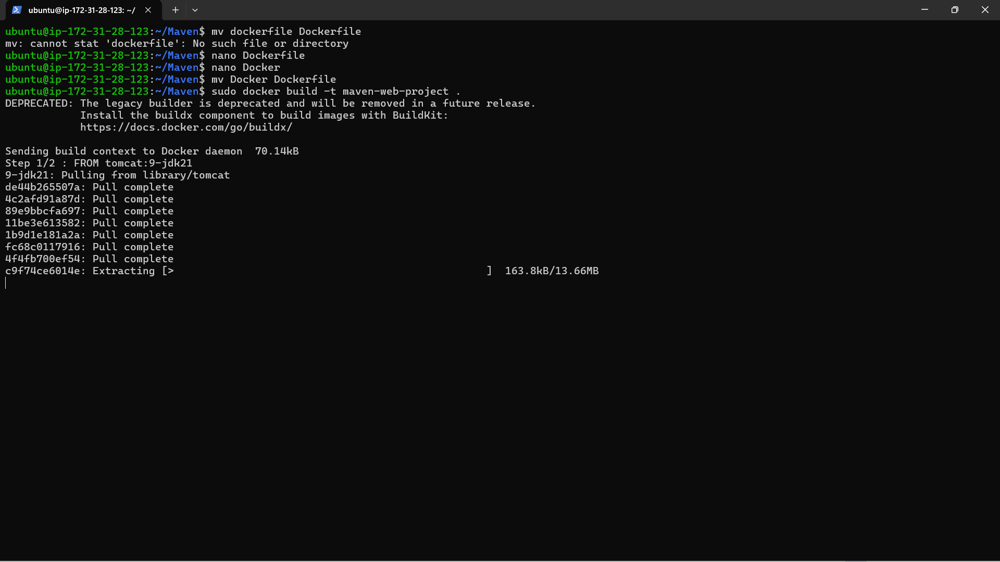 ubuntu@ip-172-31-28-123: ~/
ubuntu@ip-172-31-28-123:~/Maven$ mv dockerfile Dockerfile
mv: cannot stat 'dockerfile': No such file or directory
ubuntu@ip-172-31-28-123:~/Maven$ nano Dockerfile
ubuntu@ip-172-31-28-123:~/Maven$ nano Docker
ubuntu@ip-172-31-28-123:~/Maven$ mv Docker Dockerfile
ubuntu@ip-172-31-28-123:~/Maven$ sudo docker build -t maven-web-project .
DEPRECATED: The legacy builder is deprecated and will be removed in a future release.
            Install the buildx component to build images with BuildKit:
            https://docs.docker.com/go/buildx/
Sending build context to Docker daemon  70.14kB
Step 1/2 : FROM tomcat:9-jdk21
9-jdk21: Pulling from library/tomcat
de44b265507a: Pull complete
4c2afd91a87d: Pull complete
89e9bbcfa697: Pull complete
11be3e613582: Pull complete
1b9d1e181a2a: Pull complete
fc68c0117916: Pull complete
4f4fb700ef54: Pull complete
c9f74ce6014e: Extracting [>                                                  ]  163.8kB/13.66MB